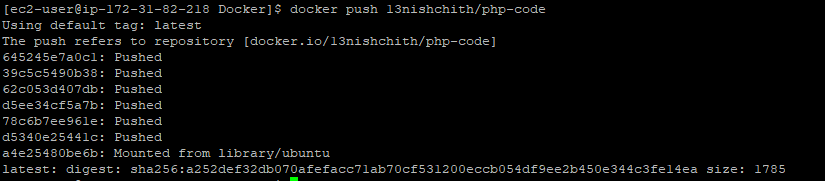 [ec2-user@ip-172-31-82-218 Docker]$ docker push 13nishchith/php-code
Using default tag: latest
The push refers to repository [docker.io/13nishchith/php-code]
645245e7a0c1: Pushed
39c5c5490b38: Pushed
62c053d407db: Pushed
d5ee34cf5a7b: Pushed
78c6b7ee961e: Pushed
d5340e25441c: Pushed
a4e25480be6b: Mounted from library/ubuntu
latest: digest: sha256:a252def32db070afefacc71ab70cf531200eccb054df9ee2b450e344c3fe14ea size: 1785